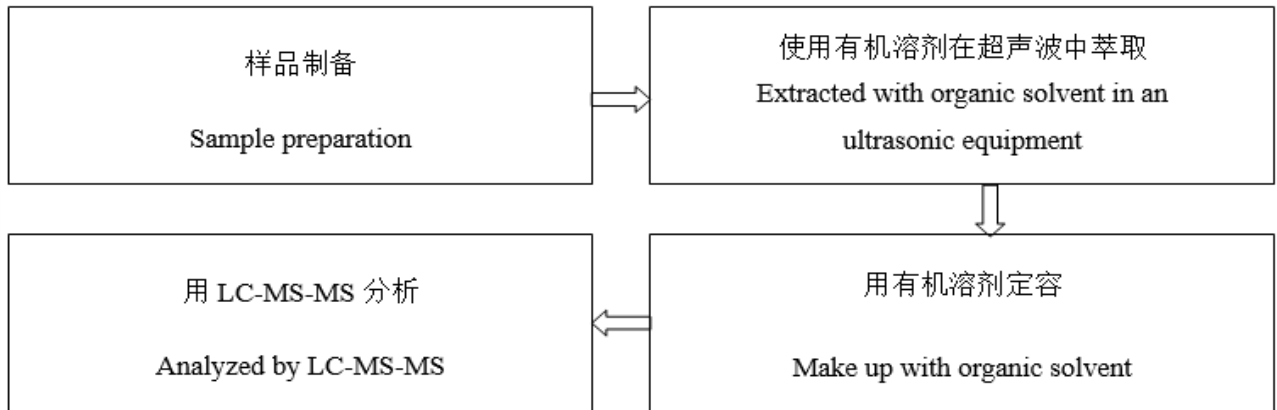 样品制备
Sample preparation
使用有机溶剂在超声波中萃取
Extracted with organic solvent in an
ultrasonic equipment
用有机溶剂定容
Make up with organic solvent
用 LC-MS-MS 分析
Analyzed by LC-MS-MS